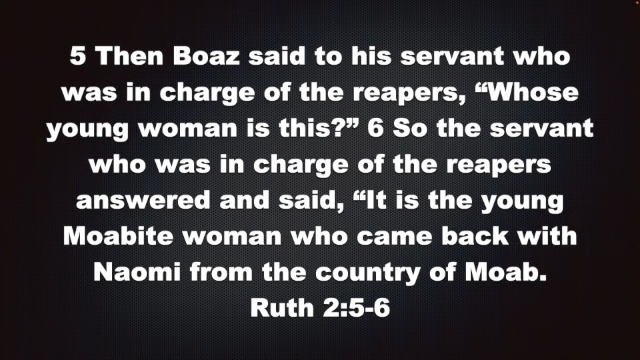 5 Then Boaz said to his servant who
was in charge of the reapers, “Whose
young woman is this?” 6 So the servant
who was in charge of the reapers
answered and said, “It is the young
Moabite woman who came back with
Naomi from the country of Moab.
Ruth 2:5-6